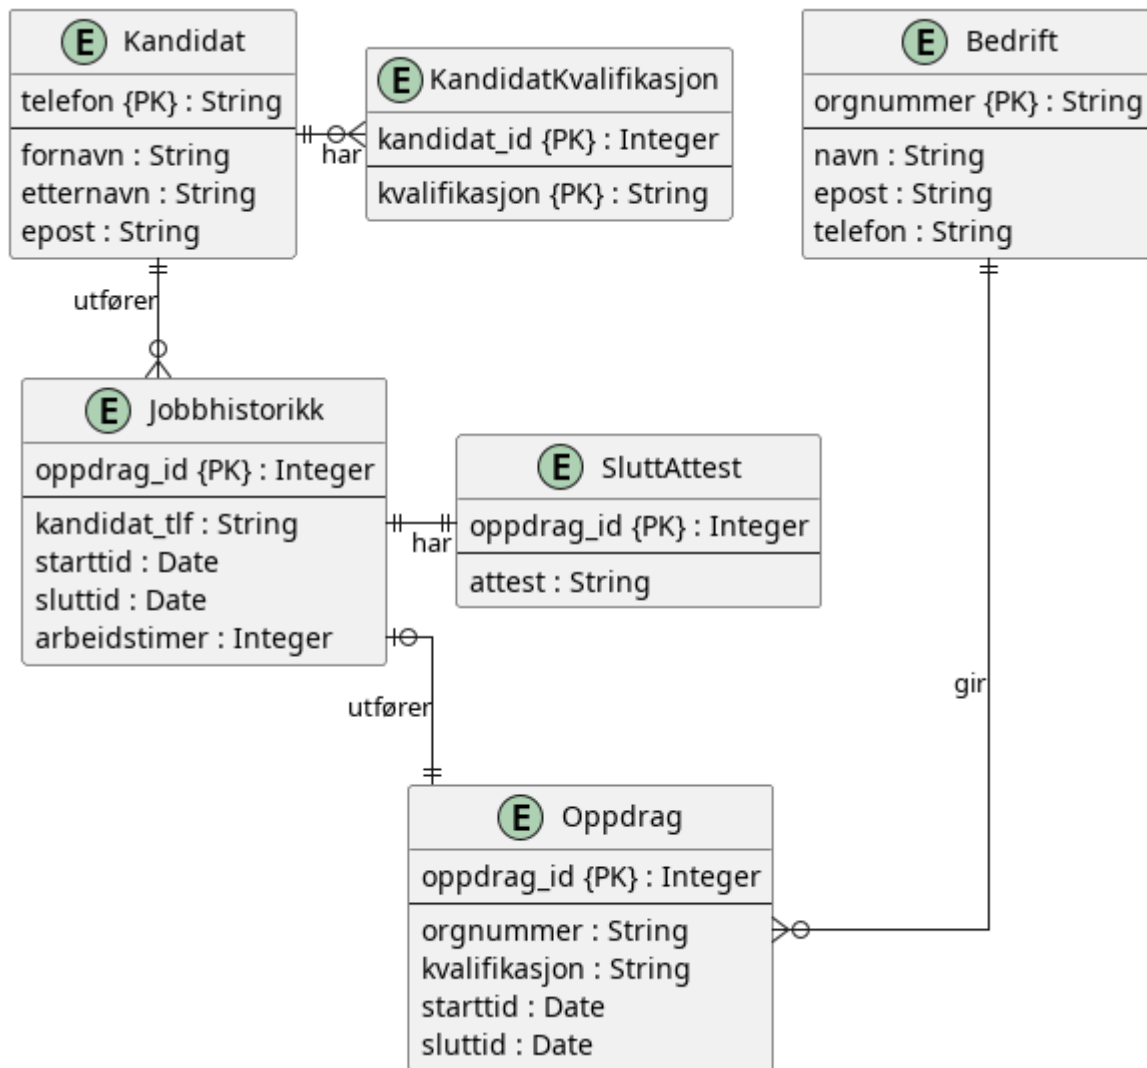 E Kandidat
telefon {PK} : String
fornavn : String
etternavn : String
epost : String
har
E KandidatKvalifikasjon
kandidat_id {PK} : Integer
kvalifikasjon {PK} : String
E Bedrift
orgnummer {PK} : String
navn : String
epost : String
telefon : String
utfører
E Jobbhistorikk
oppdrag_id {PK} : Integer
kandidat_tlf : String
starttid : Date
sluttid : Date
arbeidstimer : Integer
har
E SluttAttest
oppdrag_id {PK} : Integer
attest : String
utfører
gir
E Oppdrag
oppdrag_id {PK} : Integer
orgnummer : String
kvalifikasjon : String
starttid : Date
sluttid : Date